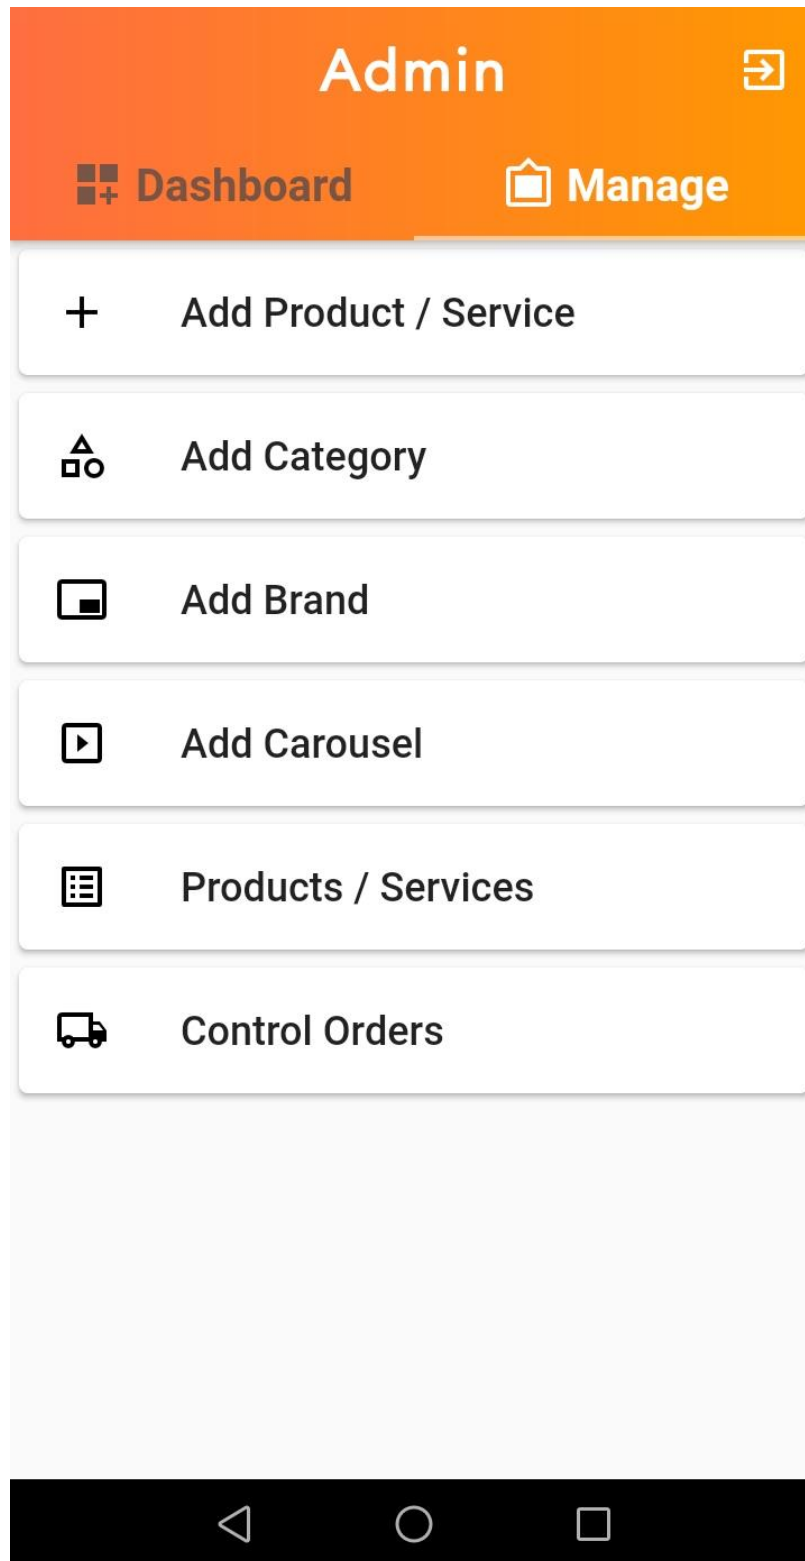 Admin
Dashboard Manage
Add Product / Service
Add Category
Add Brand
Add Carousel
Products / Services
Control Orders